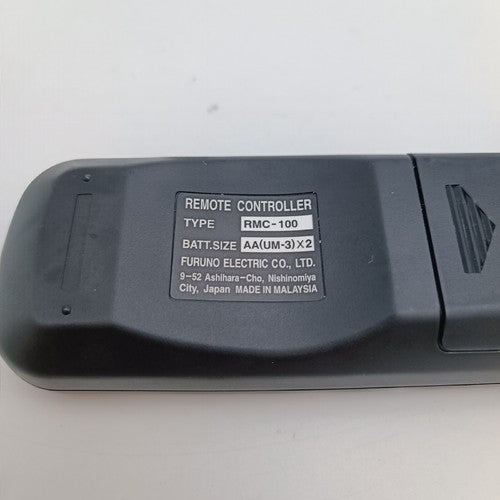 REMOTE CONTROLLER
TYPE RMC-100
BATT.SIZE AA(UM-3)X2
FURUNO ELECTRIC CO., LTD.
9-52 Ashihara-Cho, Nishinomiya
City, Japan MADE IN MALAYSIA